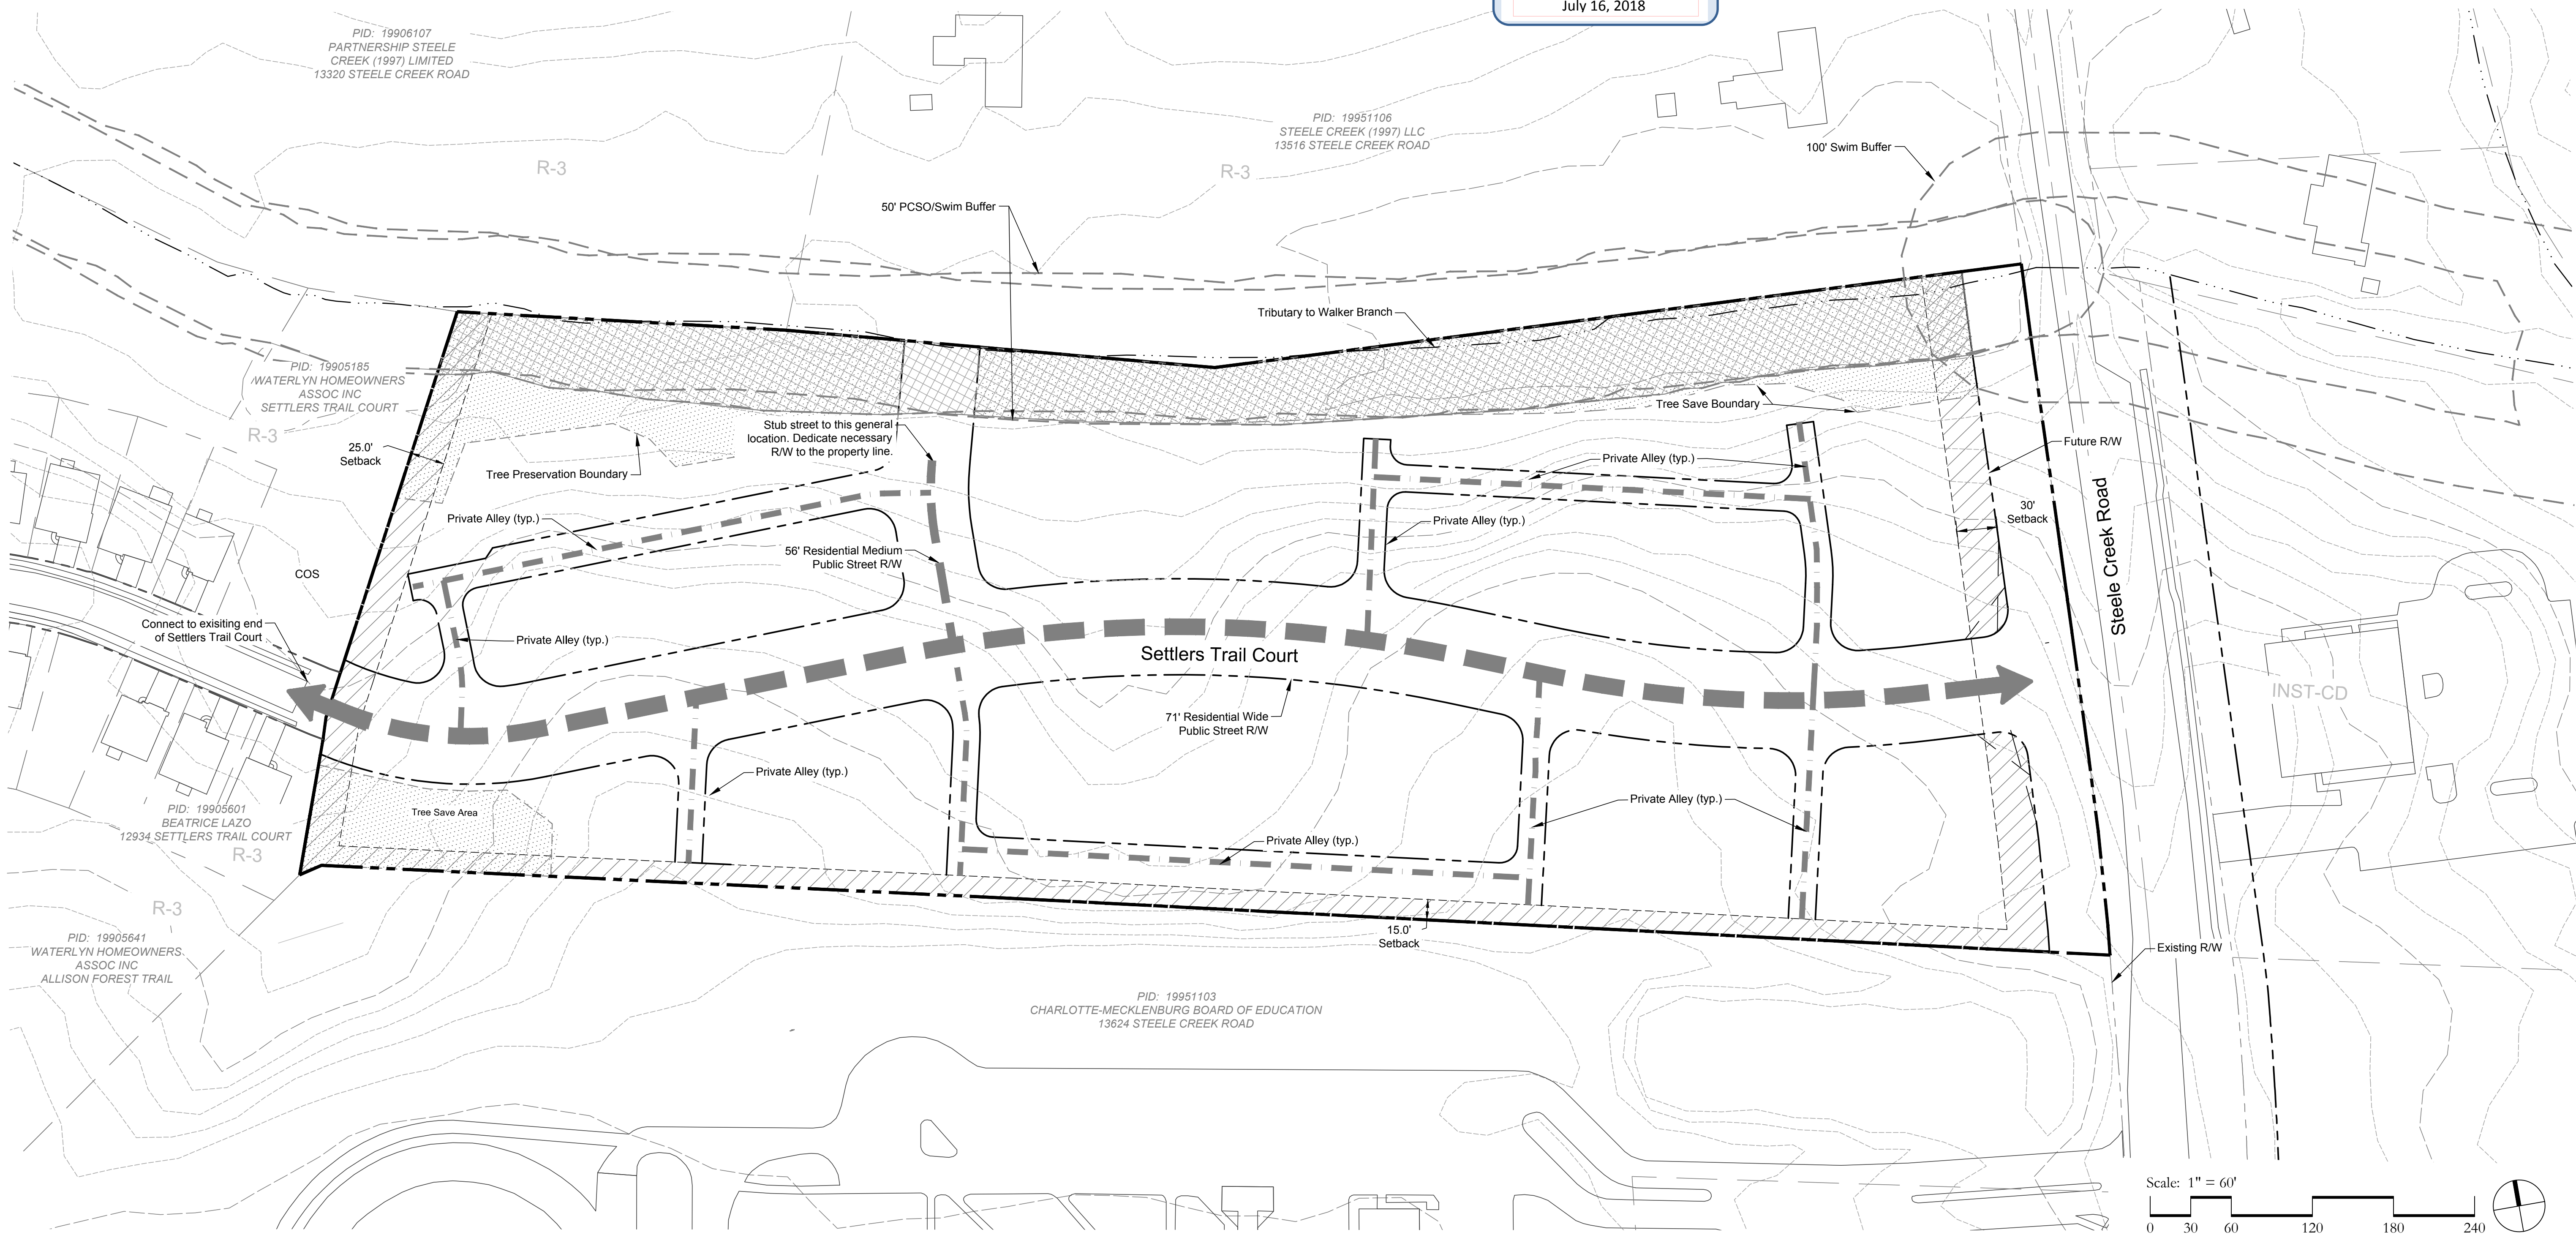 July 16, 2018
PID: 19906107
PARTNERSHIP STEELE
CREEK (1997) LIMITED
13320 STEELE CREEK ROAD
R-3
PID: 19951106
STEELE CREEK (1997) LLC
13516 STEELE CREEK ROAD
R-3
100' Swim Buffer
50' PCSO/Swim Buffer
Tributary to Walker Branch
PID: 19905185
WATERLYN HOMEOWNERS
ASSOC INC
SETTLERS TRAIL COURT
R-3
25.0'
Setback
Tree Preservation Boundary
Stub street to this general
location. Dedicate necessary
R/W to the property line.
Tree Save Boundary
Future R/W
Private Alley (typ.)
Private Alley (typ.)
Private Alley (typ.)
30'
Setback
Steele Creek Road
56' Residential Medium
Public Street R/W
COS
Connect to exisiting end
of Settlers Trail Court
Private Alley (typ.)
Settlers Trail Court
71' Residential Wide
Public Street R/W
INST-CD
Private Alley (typ.)
Private Alley (typ.)
Private Alley (typ.)
Tree Save Area
PID: 19905601
BEATRICE LAZO
12934 SETTLERS TRAIL COURT
R-3
R-3
PID: 19905641
WATERLYN HOMEOWNERS
ASSOC INC
ALLISON FOREST TRAIL
15.0'
Setback
Existing R/W
PID: 19951103
CHARLOTTE-MECKLENBURG BOARD OF EDUCATION
13624 STEELE CREEK ROAD
Scale: 1" = 60'
0 30 60 120 180 240